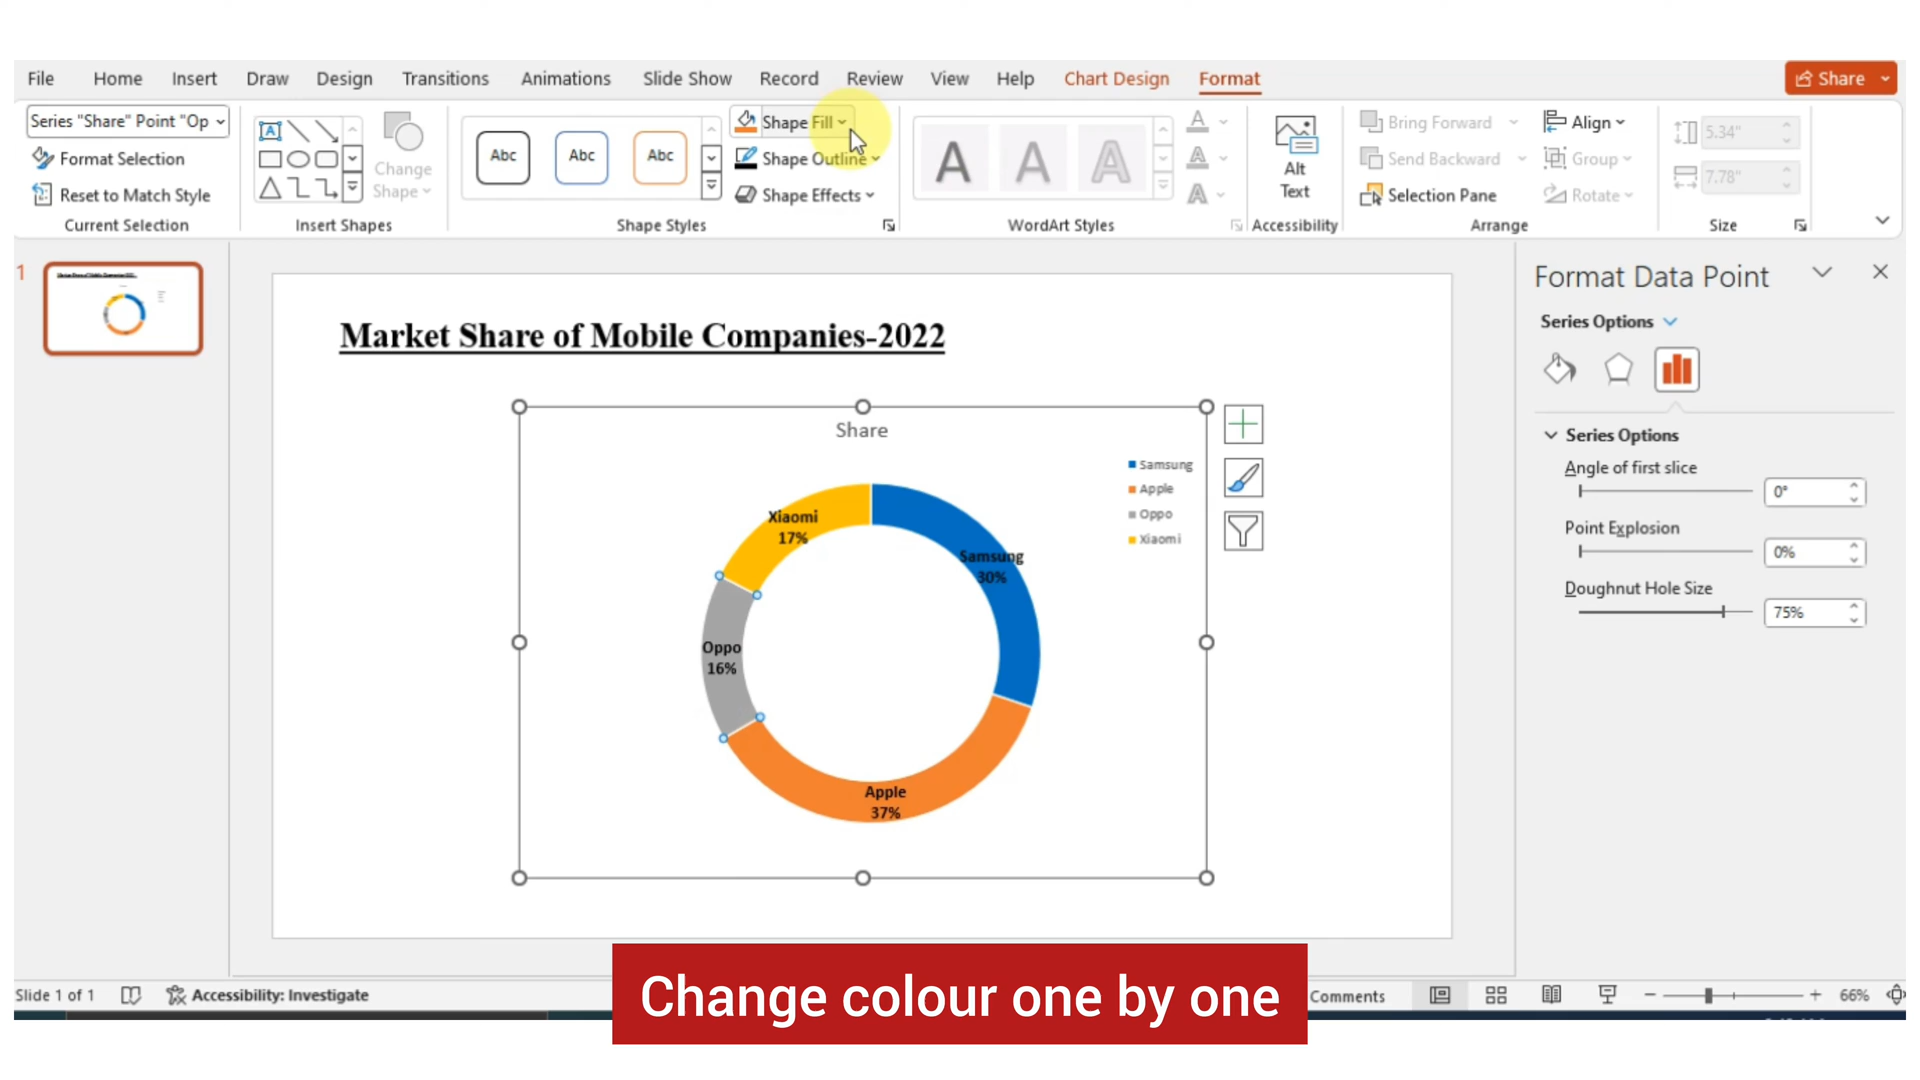 File Home Insert Draw Design Transitions Animations Slide Show Record Review View Help Chart Design Format Share
Series "Share" Point "Op
Format Selection
Reset to Match Style
Current Selection
Change
Shape
Insert Shapes
Abc Abc Abc
Shape Fill
Shape Outline
Shape Effects
Shape Styles
A A A
WordArt Styles
Alt
Text
Accessibility
Bring Forward
Send Backward
Selection Pane
Align
Group
Rotate
Arrange
5.34"
7.78"
Size
1
Market Share of Mobile Companies-2022
Share
Samsung
Apple
Oppo
Xiaomi
Xiaomi
17%
Samsung
30%
Oppo
16%
Apple
37%
Format Data Point
Series Options
Series Options
Angle of first slice
0°
Point Explosion
0%
Doughnut Hole Size
75%
Slide 1 of 1 Accessibility: Investigate
Comments 66%
Change colour one by one